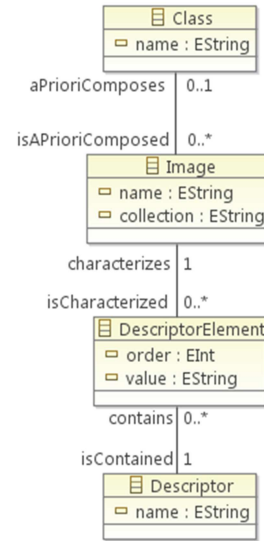 Class
name : EString
aPrioriComposes 0..1
isAPrioriComposed 0..*
Image
name : EString
collection : EString
characterizes 1
isCharacterized 0..*
DescriptorElement
order : EInt
value : EString
contains 0..*
isContained 1
Descriptor
name : EString